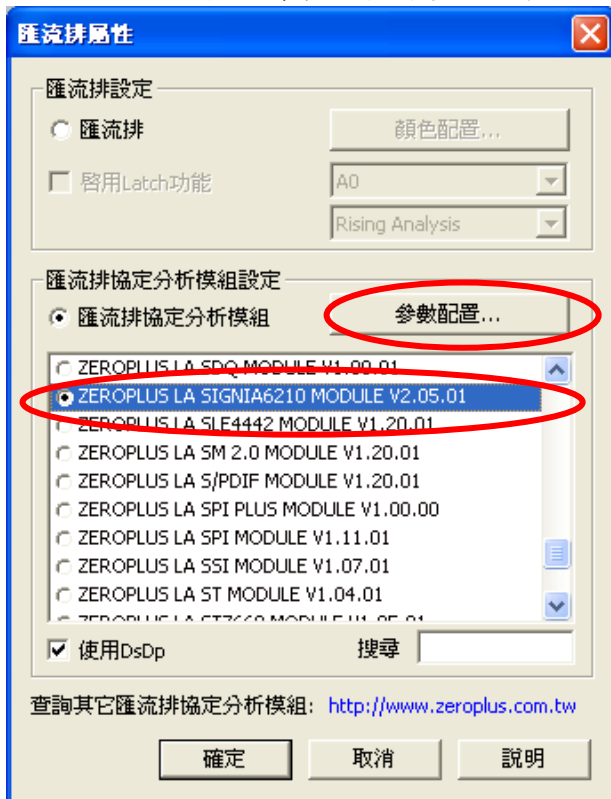 匯流排屬性
匯流排設定
匯流排
顏色配置...
啓用Latch功能
A0
Rising Analysis
匯流排協定分析模組設定
匯流排協定分析模組
參數配置...
ZEROPLUS LA SDQ MODULE V1.00.01
ZEROPLUS LA SIGNIA6210 MODULE V2.05.01
ZEROPLUS LA SLE4442 MODULE V1.20.01
ZEROPLUS LA SM 2.0 MODULE V1.20.01
ZEROPLUS LA S/PDIF MODULE V1.20.01
ZEROPLUS LA SPI PLUS MODULE V1.00.00
ZEROPLUS LA SPI MODULE V1.11.01
ZEROPLUS LA SSI MODULE V1.07.01
ZEROPLUS LA ST MODULE V1.04.01
ZEROPLUS LA ST7669 MODULE
使用DsDp
搜尋
查詢其它匯流排協定分析模組: http://www.zeroplus.com.tw
確定
取消
說明